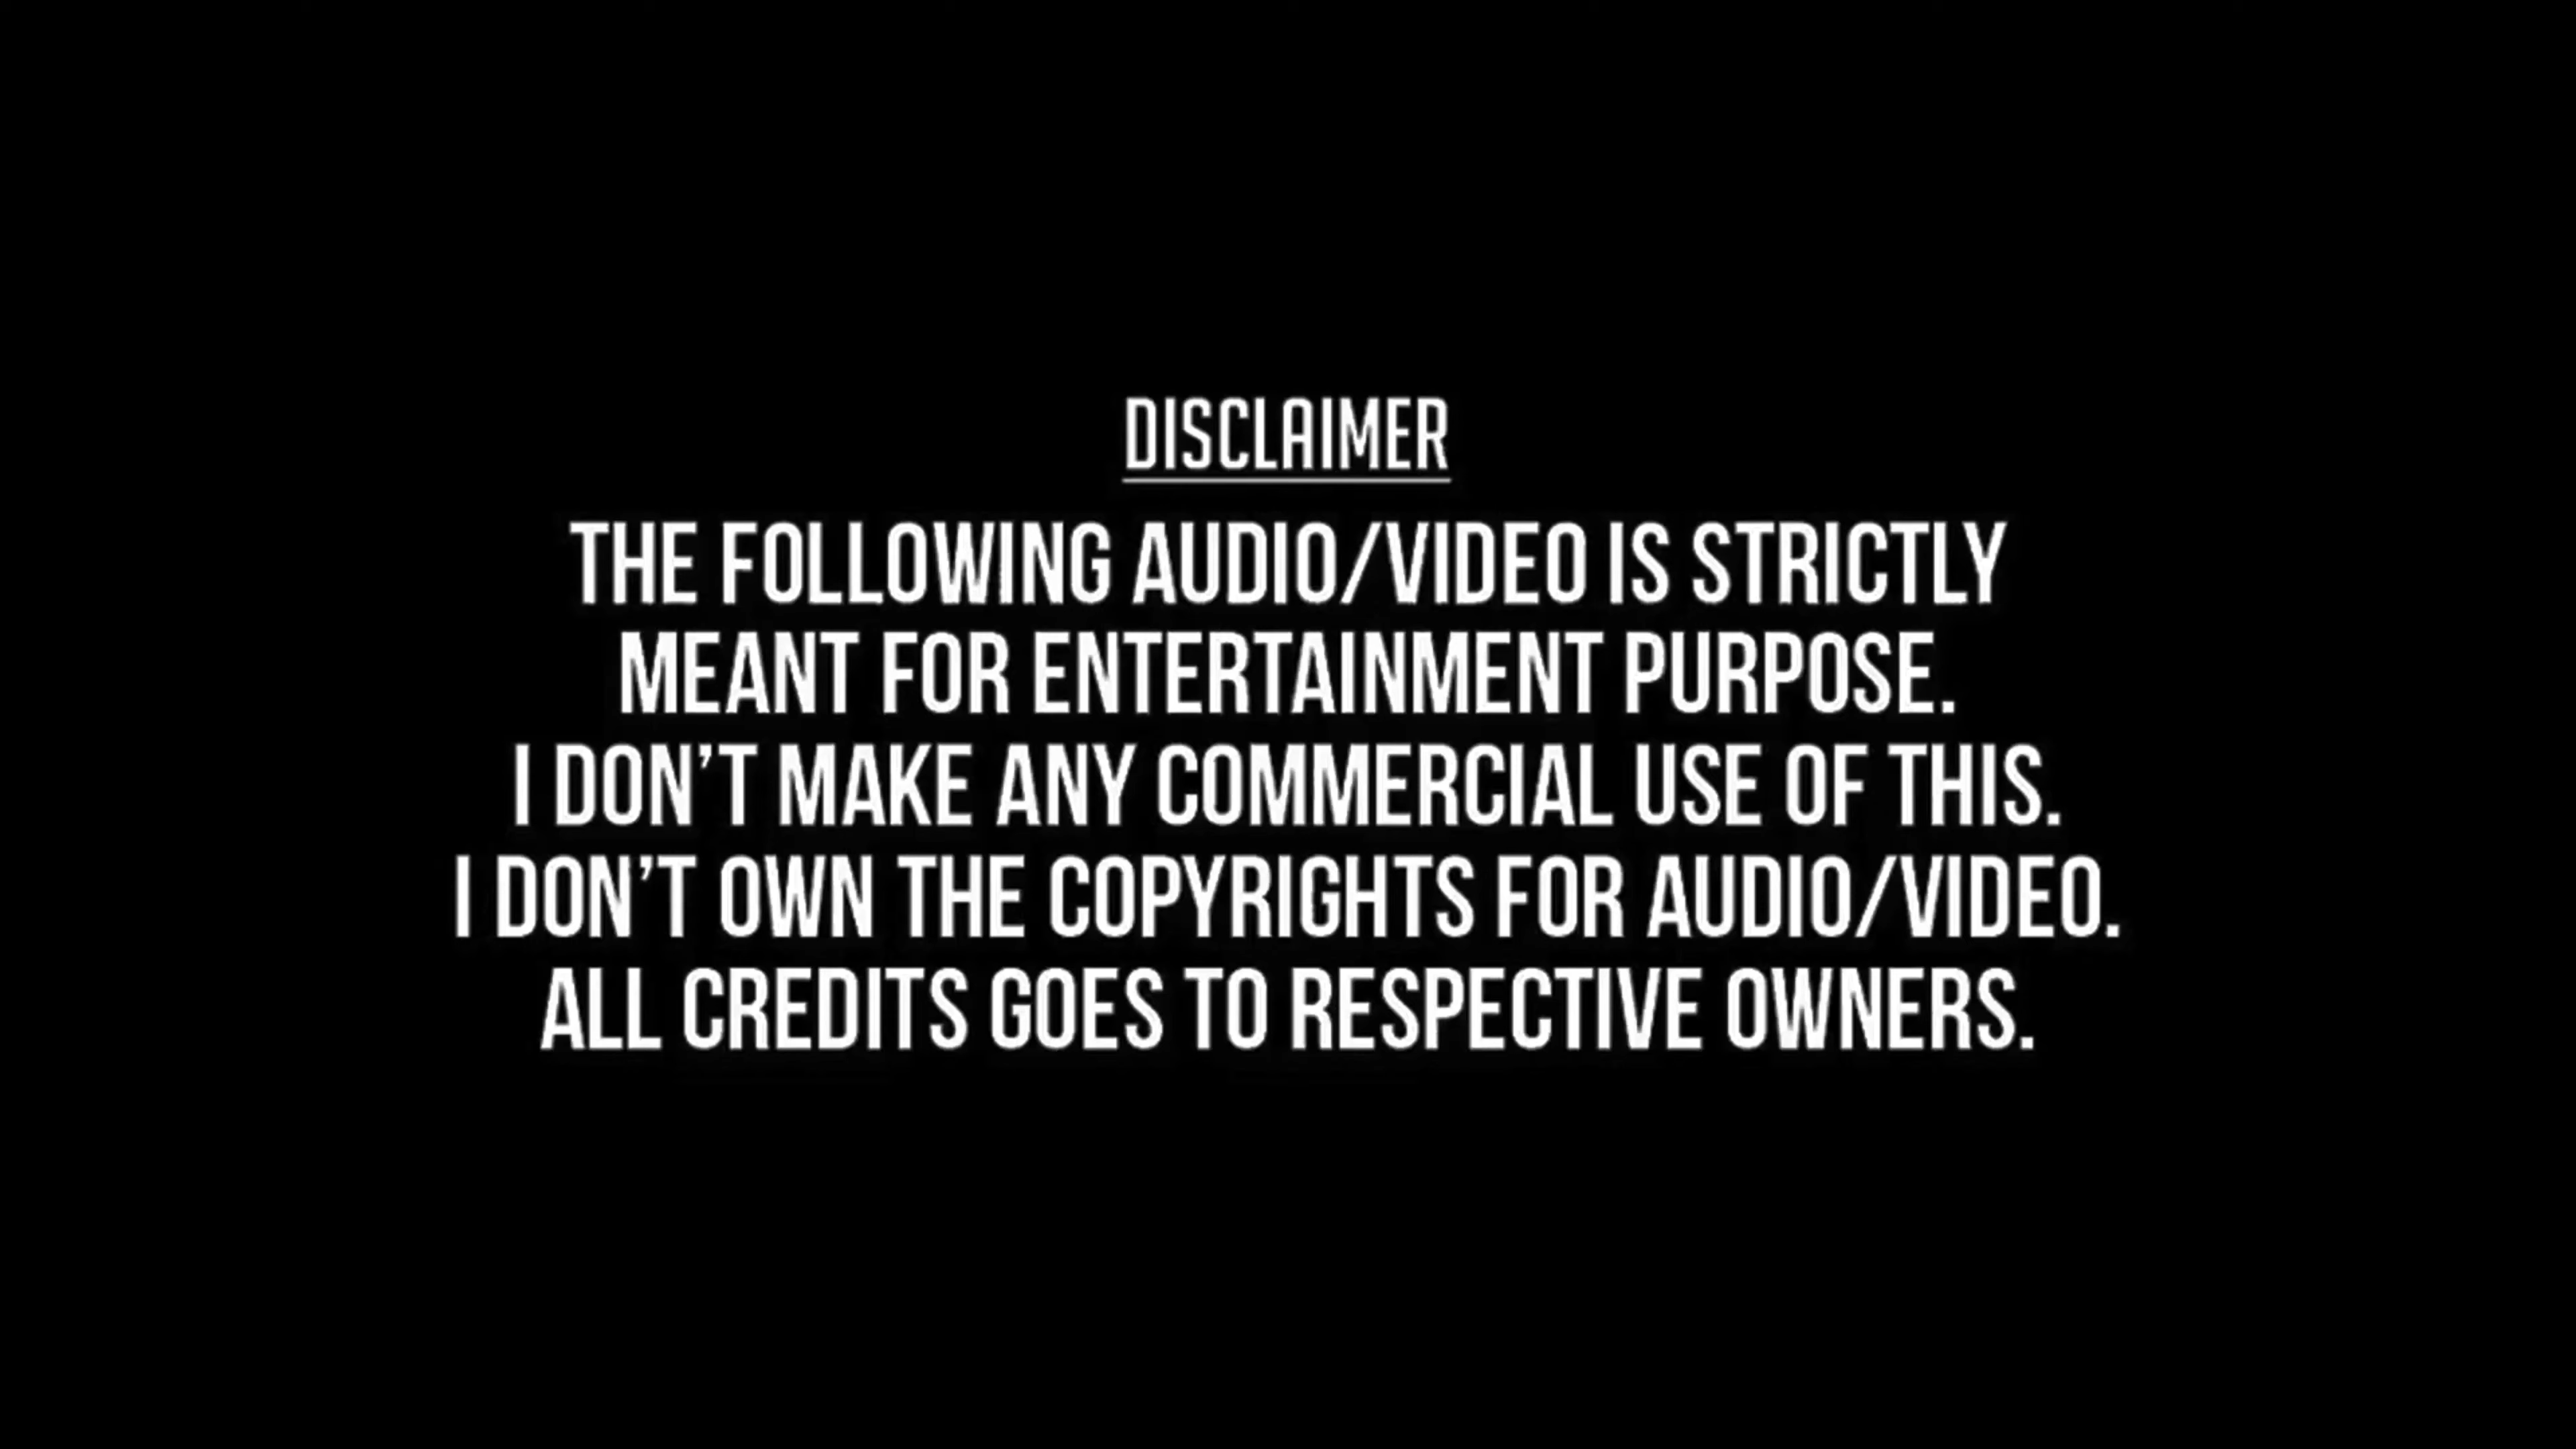 DISCLAIMER
THE FOLLOWING AUDIO/VIDEO IS STRICTLY
MEANT FOR ENTERTAINMENT PURPOSE.
I DON’T MAKE ANY COMMERCIAL USE OF THIS.
I DON’T OWN THE COPYRIGHTS FOR AUDIO/VIDEO.
ALL CREDITS GOES TO RESPECTIVE OWNERS.